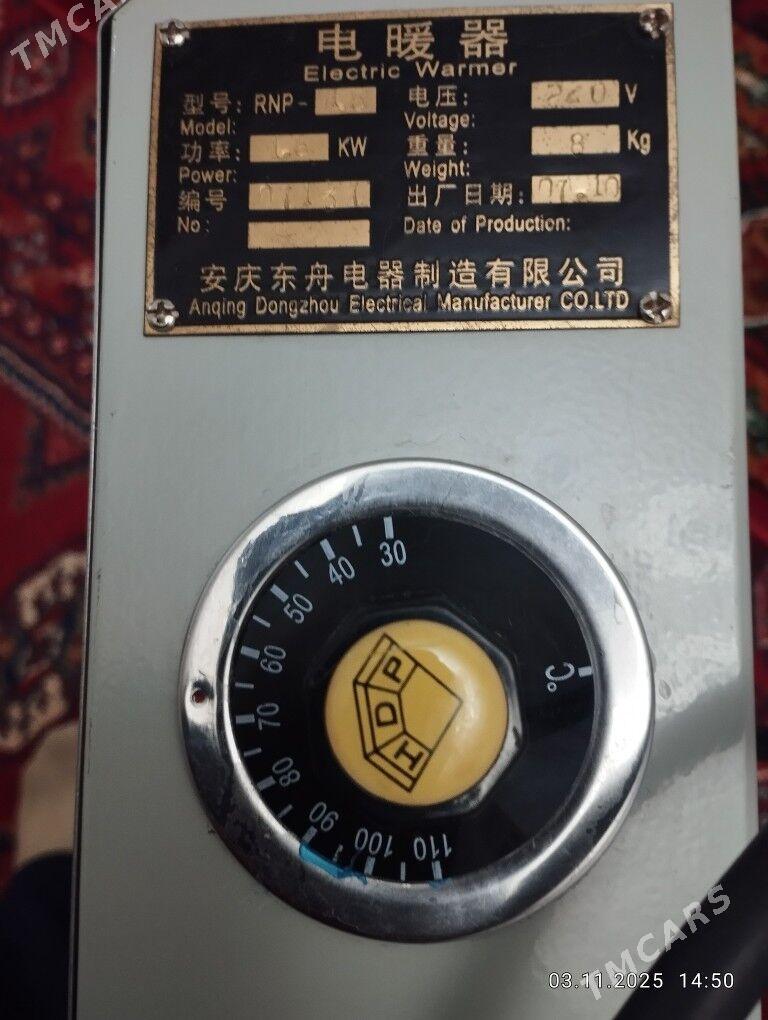 TMCARS
电暖器
Electric Warmer
型号: RNP-
Model:
电压: 220 V
Voltage:
功率: KW
Power:
重量: 8 Kg
Weight:
编号
No:
出厂日期: 07.10
Date of Production:
安庆东舟电器制造有限公司
Anqing Dongzhou Electrical Manufacturer CO.LTD
30
40
50
60
70
80
90
100
110
°C
HDP
TMCARS
03.11.2025 14:50